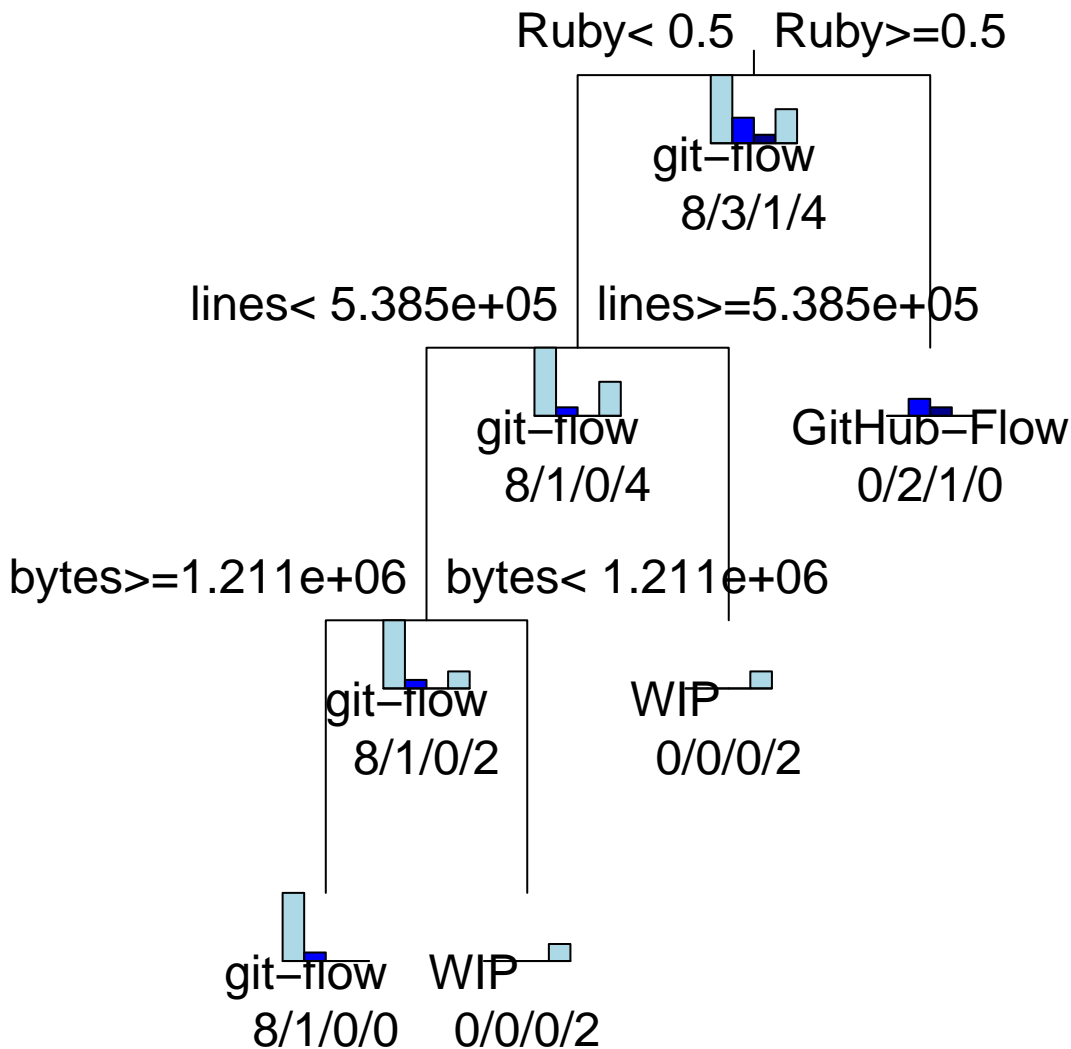 Ruby< 0.5 Ruby>=0.5
git-flow
8/3/1/4
lines< 5.385e+05 lines>=5.385e+05
git-flow GitHub-Flow
8/1/0/4 0/2/1/0
bytes>=1.211e+06 bytes< 1.211e+06
git-flow WIP
8/1/0/2 0/0/0/2
git-flow WIP
8/1/0/0 0/0/0/2